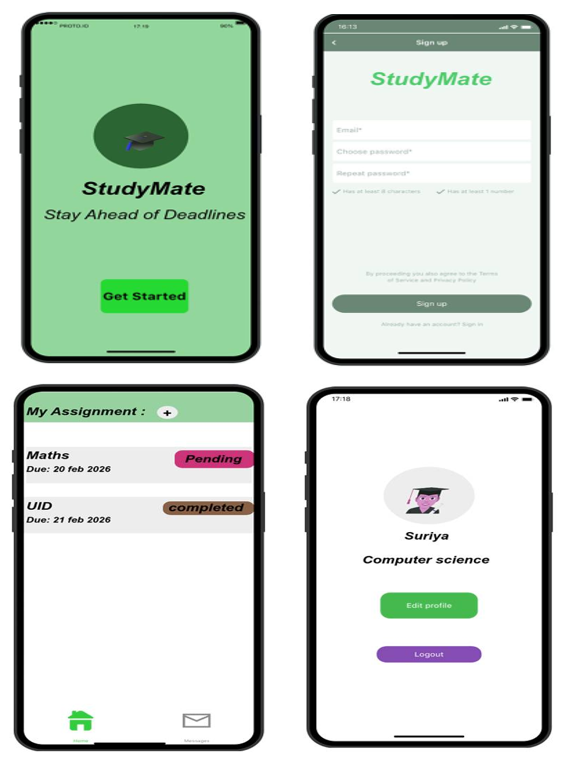 PROTO.IO 17:19 86%
StudyMate
Stay Ahead of Deadlines
Get Started
16:13
Sign up
StudyMate
Email*
Choose password*
Repeat password*
Has at least 8 characters Has at least 1 number
By proceeding you also agree to the Terms
of Service and Privacy Policy
Sign up
Already have an account? Sign in
My Assignment : +
Maths
Pending
Due: 20 feb 2026
UID
completed
Due: 21 feb 2026
Home Messages
17:18
Suriya
Computer science
Edit profile
Logout